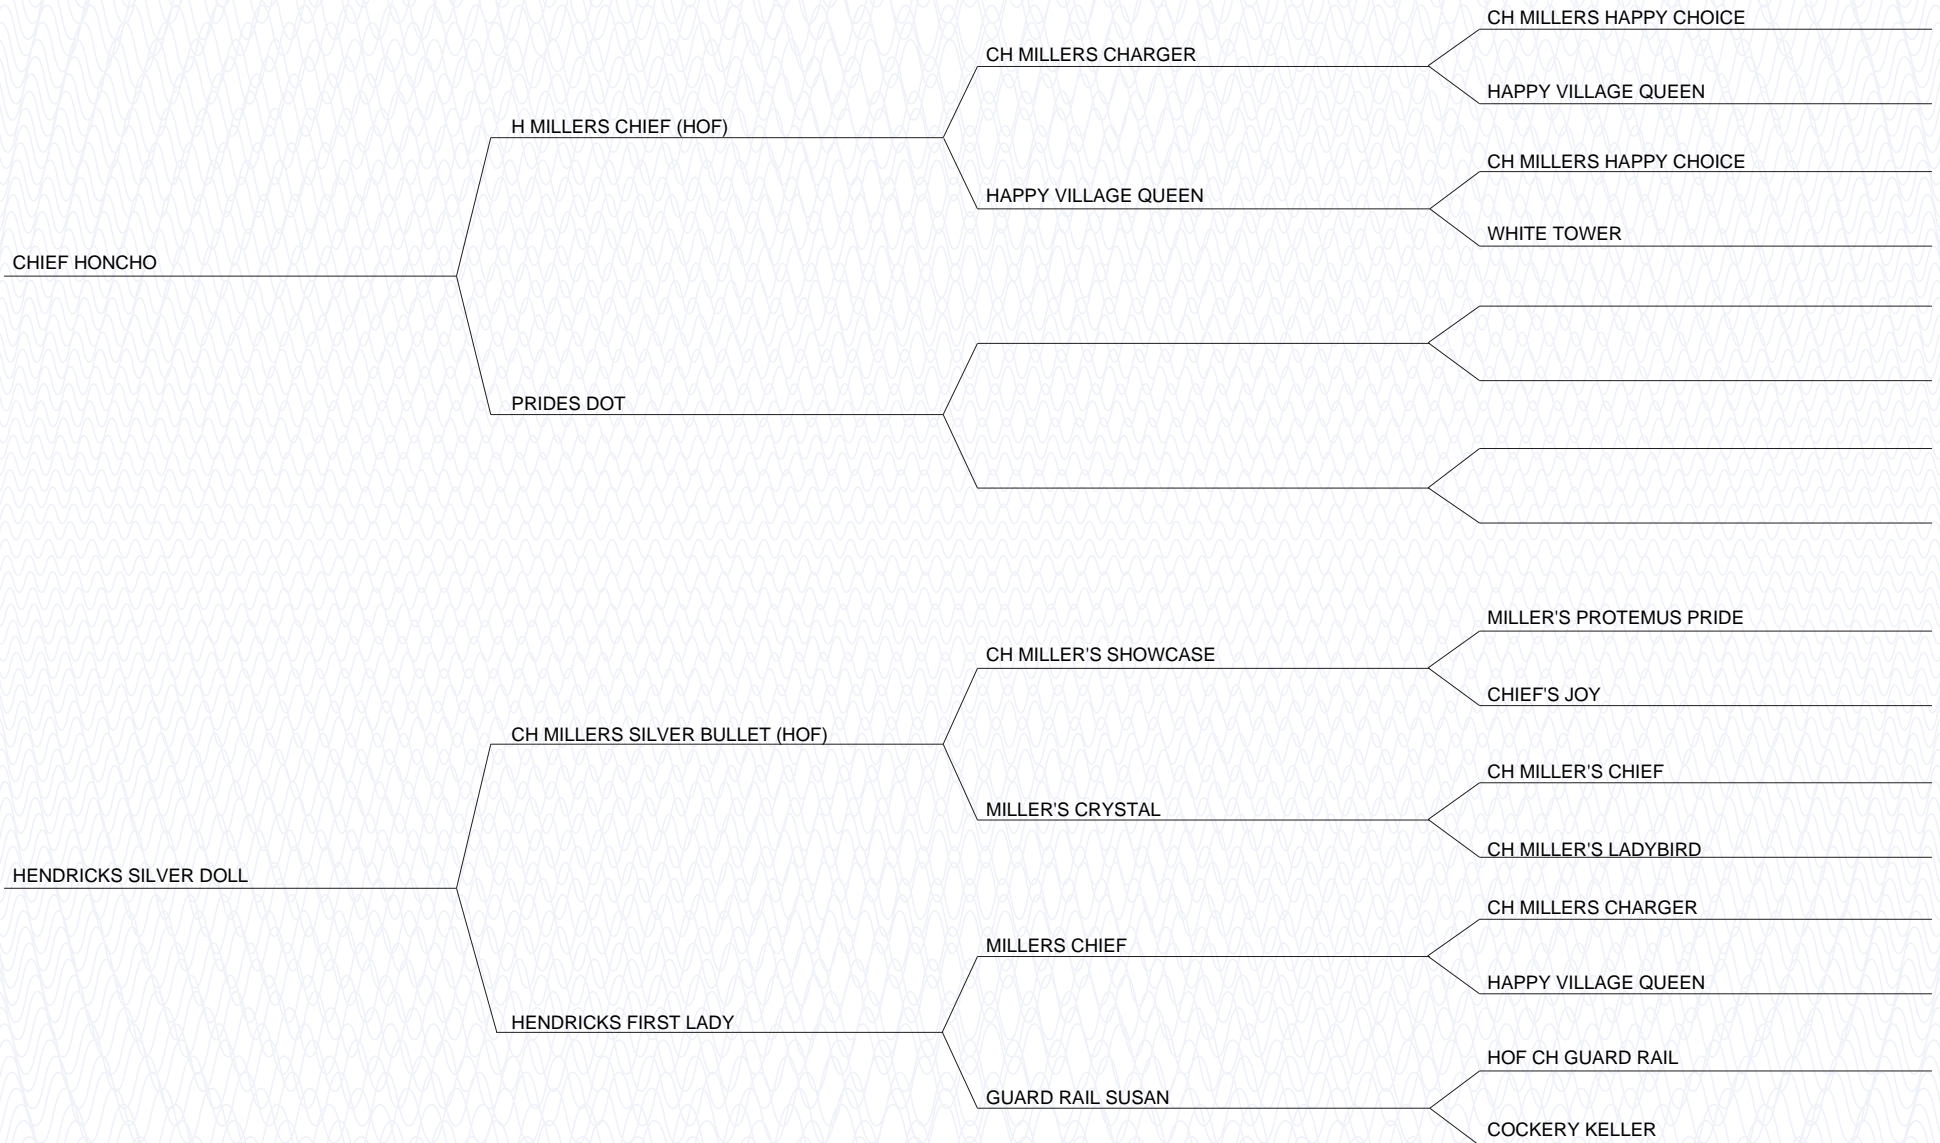 CH MILLERS HAPPY CHOICE
CH MILLERS CHARGER
HAPPY VILLAGE QUEEN
H MILLERS CHIEF (HOF)
CH MILLERS HAPPY CHOICE
HAPPY VILLAGE QUEEN
WHITE TOWER
CHIEF HONCHO
PRIDES DOT
MILLER'S PROTEMUS PRIDE
CH MILLER'S SHOWCASE
CHIEF'S JOY
CH MILLERS SILVER BULLET (HOF)
CH MILLER'S CHIEF
MILLER'S CRYSTAL
CH MILLER'S LADYBIRD
HENDRICKS SILVER DOLL
CH MILLERS CHARGER
MILLERS CHIEF
HAPPY VILLAGE QUEEN
HENDRICKS FIRST LADY
HOF CH GUARD RAIL
GUARD RAIL SUSAN
COCKERY KELLER